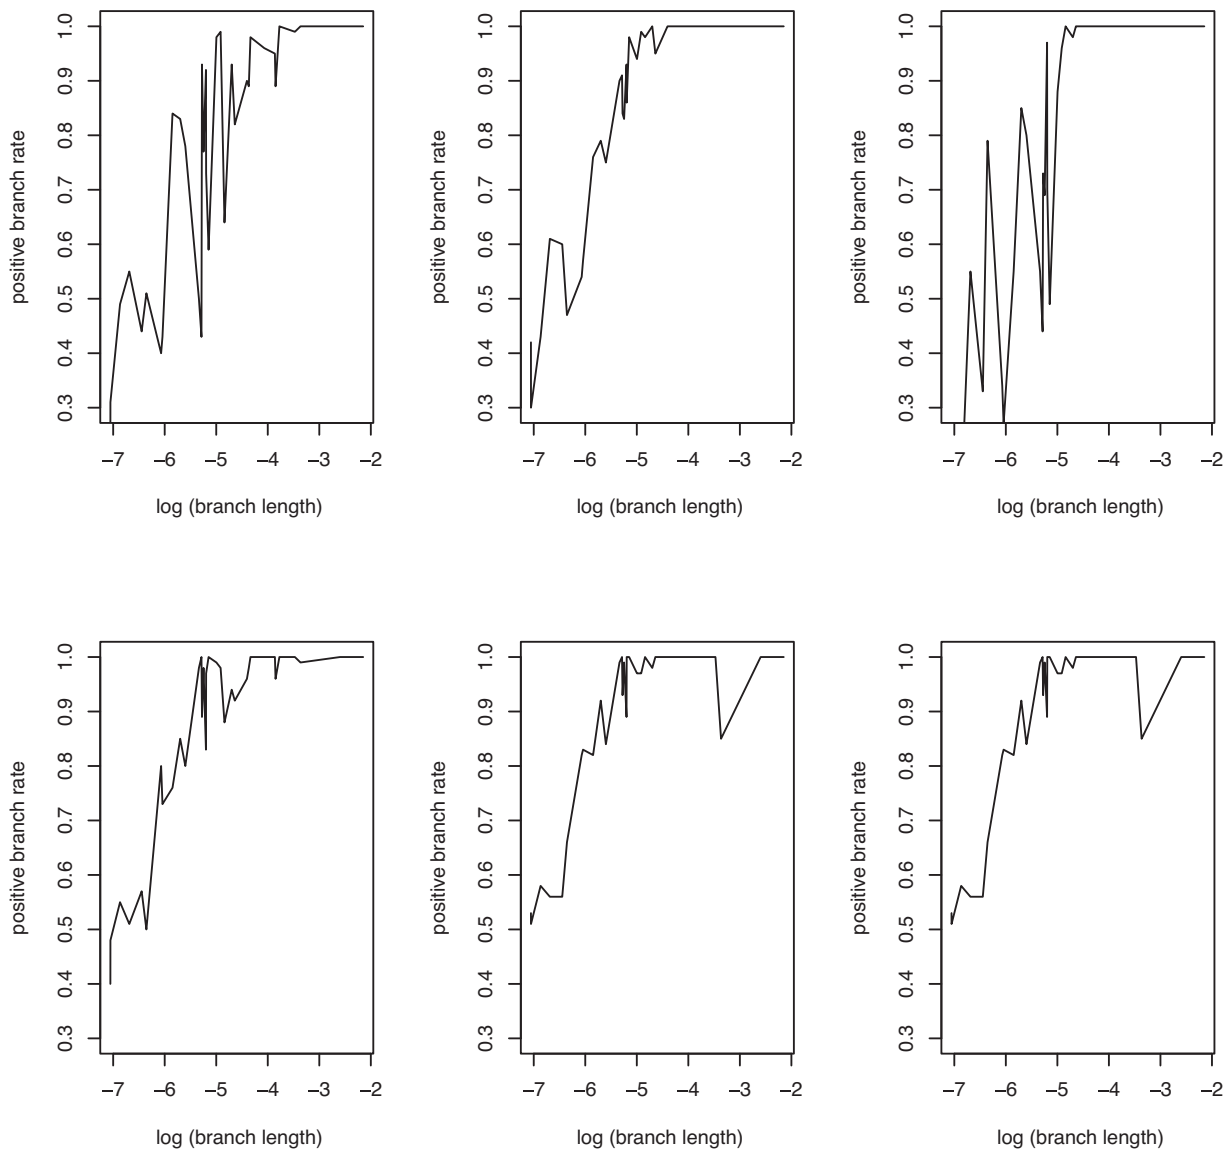 positive branch rate
1.0
0.9
0.8
0.7
0.6
0.5
0.4
0.3
–7 –6 –5 –4 –3 –2
log (branch length)
positive branch rate
1.0
0.9
0.8
0.7
0.6
0.5
0.4
0.3
–7 –6 –5 –4 –3 –2
log (branch length)
positive branch rate
1.0
0.9
0.8
0.7
0.6
0.5
0.4
0.3
–7 –6 –5 –4 –3 –2
log (branch length)
positive branch rate
1.0
0.9
0.8
0.7
0.6
0.5
0.4
0.3
–7 –6 –5 –4 –3 –2
log (branch length)
positive branch rate
1.0
0.9
0.8
0.7
0.6
0.5
0.4
0.3
–7 –6 –5 –4 –3 –2
log (branch length)
positive branch rate
1.0
0.9
0.8
0.7
0.6
0.5
0.4
0.3
–7 –6 –5 –4 –3 –2
log (branch length)